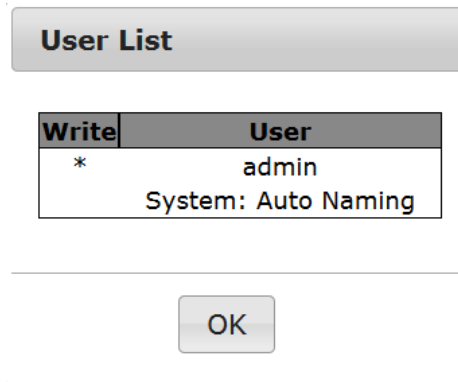 User List
Write User
* admin
System: Auto Naming
OK